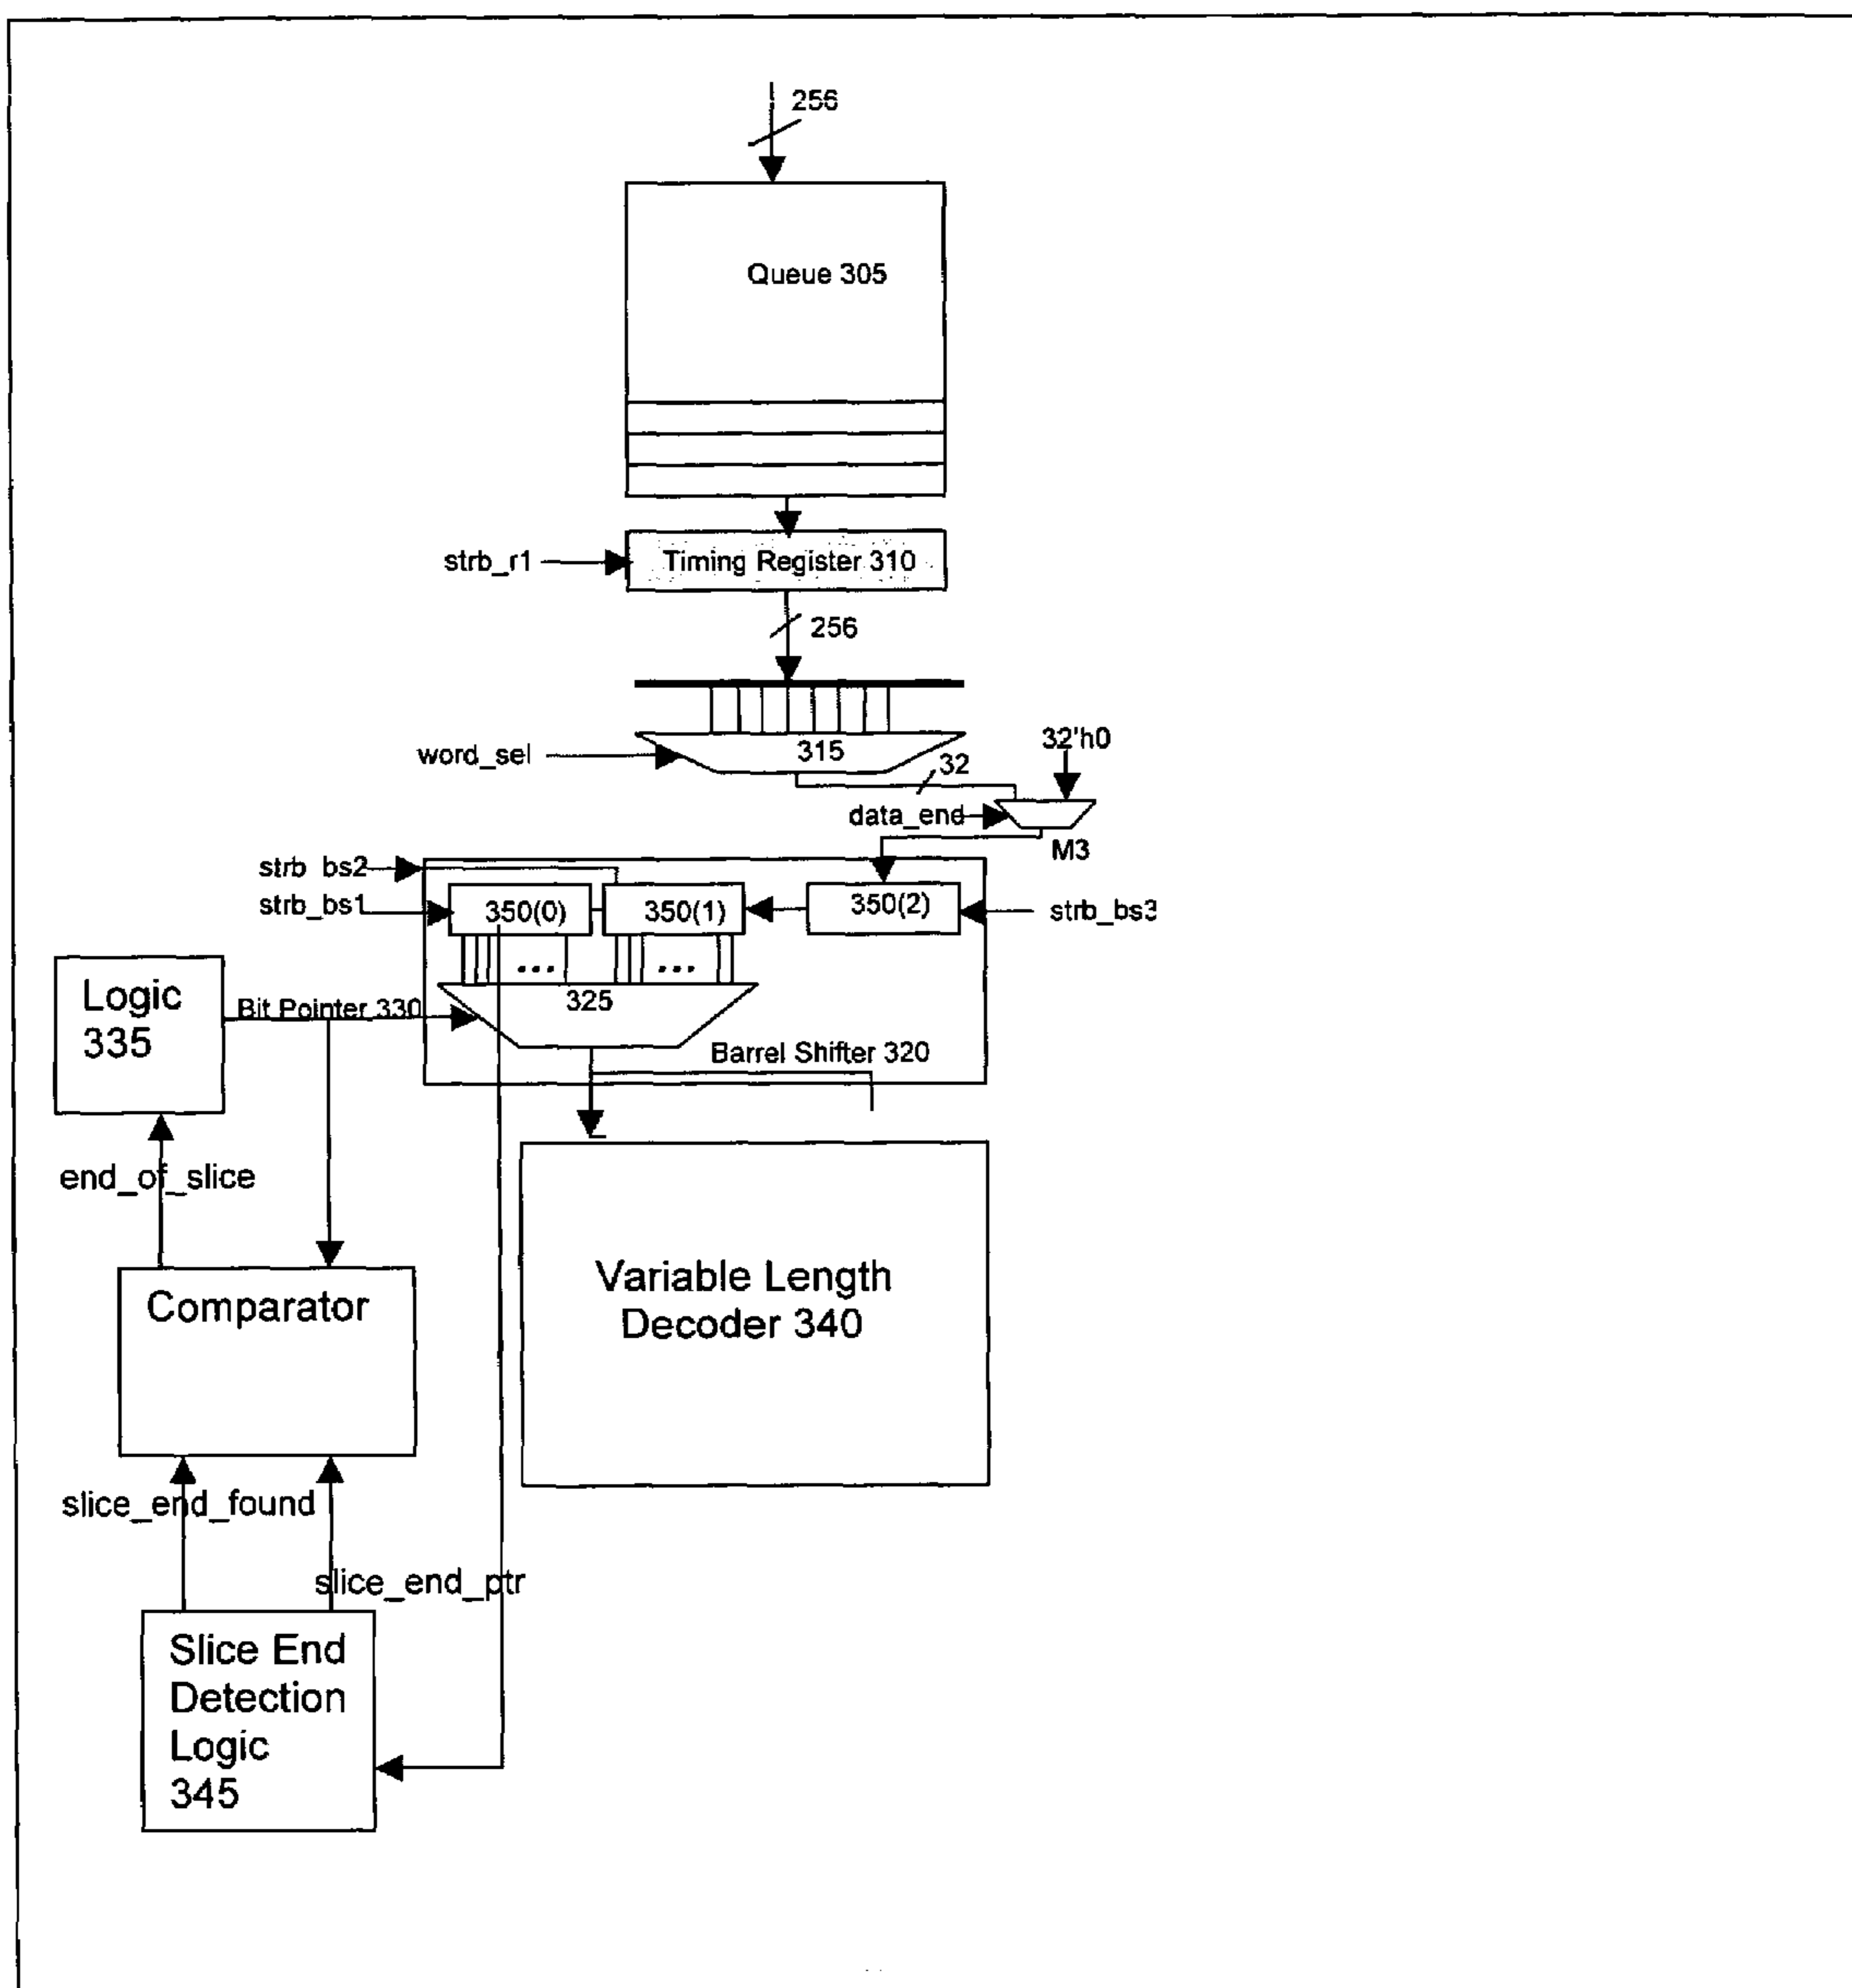 256
Queue 305
strb_r1
Timing Register 310
256
word_sel
315
32'h0
32
data_end
M3
strb bs2
strb_bs1
350(0)
350(1)
350(2)
strb_bs3
...
...
Logic
335
Bit Pointer 330
325
Barrel Shifter 320
end_of_slice
Comparator
Variable Length
Decoder 340
slice_end_found
slice_end_ptr
Slice End
Detection
Logic
345